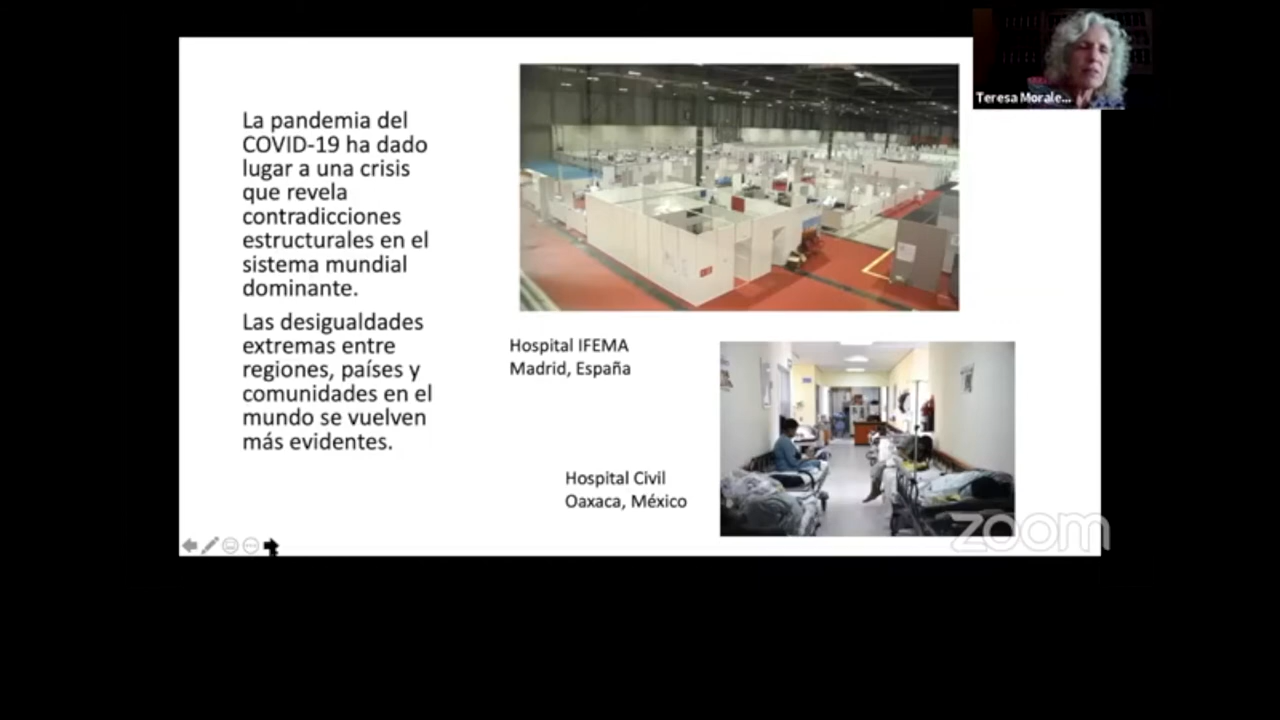 La pandemia del
COVID-19 ha dado
lugar a una crisis
que revela
contradicciones
estructurales en el
sistema mundial
dominante.
Las desigualdades
extremas entre
regiones, países y
comunidades en el
mundo se vuelven
más evidentes.
Hospital IFEMA
Madrid, España
Hospital Civil
Oaxaca, México
Teresa Morale...
zoom